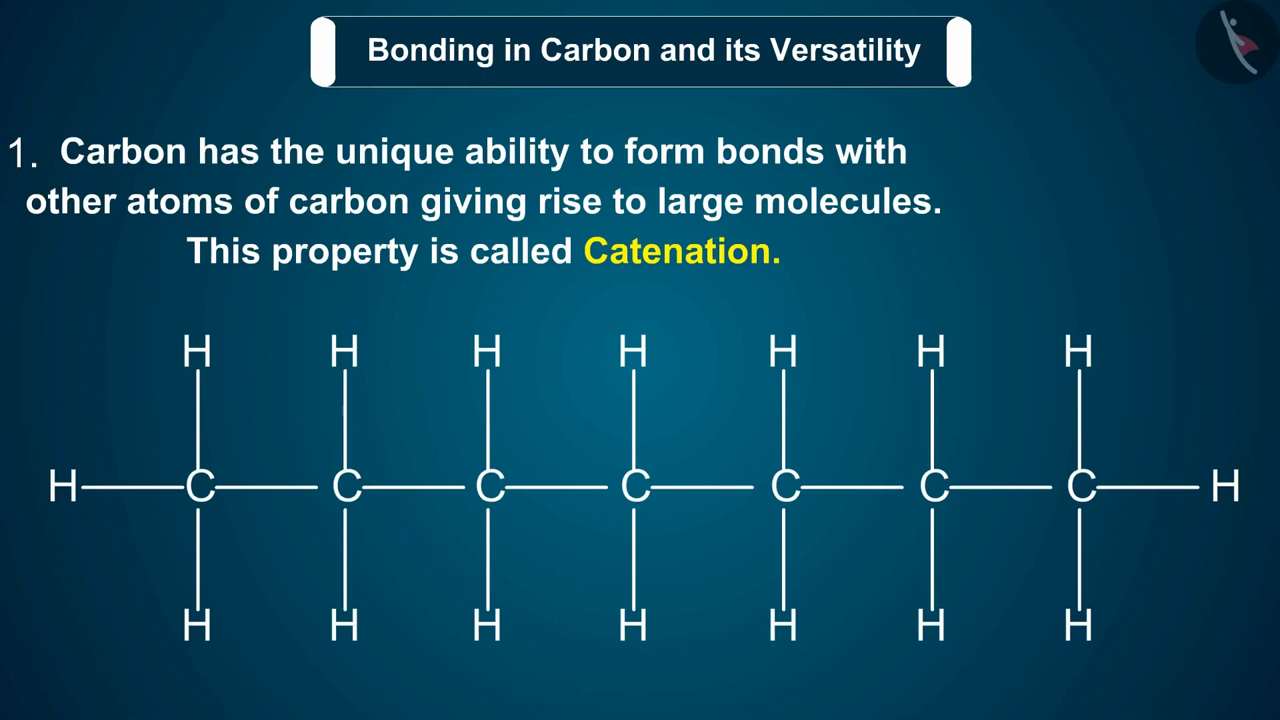 Bonding in Carbon and its Versatility
1. Carbon has the unique ability to form bonds with
other atoms of carbon giving rise to large molecules.
This property is called Catenation.
H H H H H H H
H C C C C C C C H
H H H H H H H